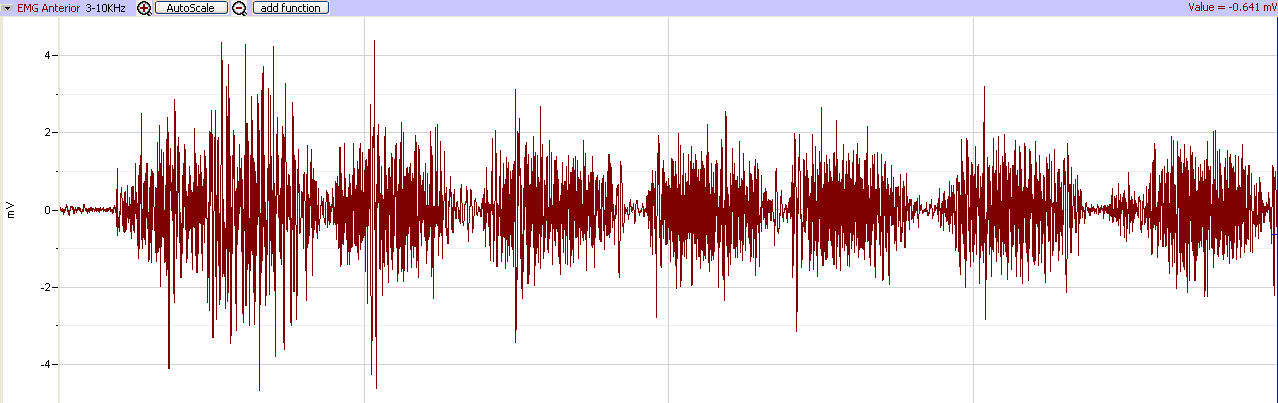 EMG Anterior 3-10KHz AutoScale add function Value = -0.641 mV
4
2
0
-2
-4
mV